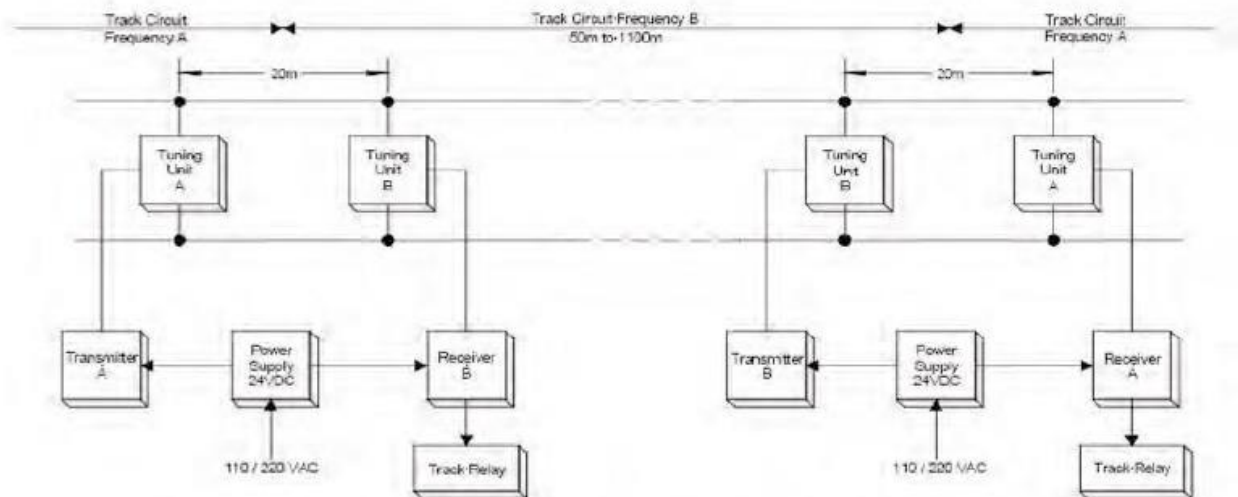 Track Circuit
Frequency A
Track Circuit Frequency B
50m to 1100m
Track Circuit
Frequency A
20m
20m
Tuning
Unit
A
Tuning
Unit
B
Tuning
Unit
B
Tuning
Unit
A
Transmitter
A
Power
Supply
24VDC
Receiver
B
Transmitter
B
Power
Supply
24VDC
Receiver
A
110 / 220 VAC
Track Relay
110 / 220 VAC
Track Relay